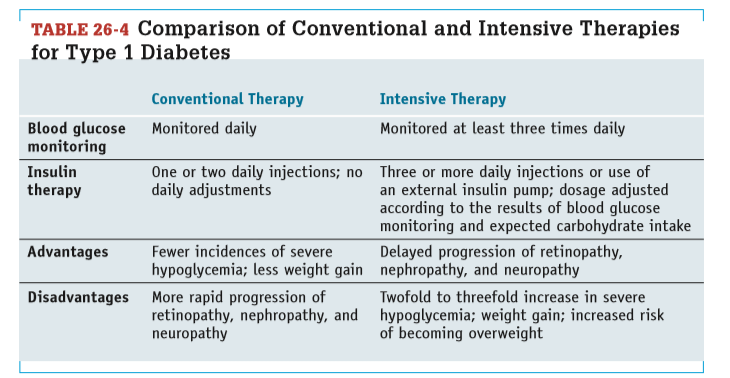 TABLE 26-4 Comparison of Conventional and Intensive Therapies
for Type 1 Diabetes
Conventional Therapy Intensive Therapy
Blood glucose Monitored daily Monitored at least three times daily
monitoring
Insulin One or two daily injections; no Three or more daily injections or use of
therapy daily adjustments an external insulin pump; dosage adjusted
according to the results of blood glucose
monitoring and expected carbohydrate intake
Advantages Fewer incidences of severe Delayed progression of retinopathy,
hypoglycemia; less weight gain nephropathy, and neuropathy
Disadvantages More rapid progression of Twofold to threefold increase in severe
retinopathy, nephropathy, and hypoglycemia; weight gain; increased risk
neuropathy of becoming overweight